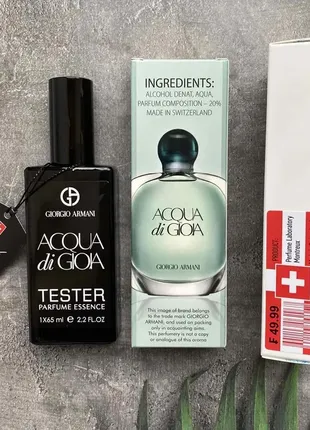 GIORGIO ARMANI
ACQUA
di GIOIA
TESTER
PARFUME ESSENCE
1X65 ml ℮ 2.2 FL.OZ
INGREDIENTS:
ALCOHOL DENAT, AQUA,
PARFUM COMPOSITION – 20%
MADE IN SWITZERLAND
ACQUA
di GIOIA
GIORGIO ARMANI
This image of brand belongs
to the trade mark GIORGIO
ARMANI, and used on packing
only in acquainting aims.
This perfumery is not a copy
or analogue of this aroma
PRODUCT:
Perfume Laboratory
Montreux
₣ 49.99